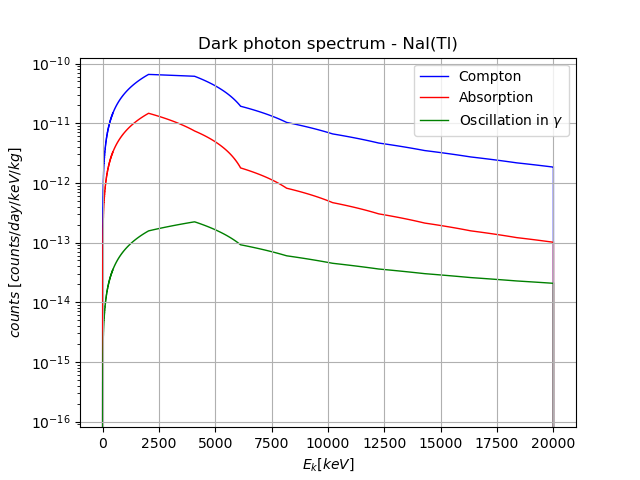 Dark photon spectrum - NaI(Tl)
10⁻¹⁰
10⁻¹¹
10⁻¹²
10⁻¹³
10⁻¹⁴
10⁻¹⁵
10⁻¹⁶
counts [counts/day/keV/kg]
Compton
Absorption
Oscillation in γ
0 2500 5000 7500 10000 12500 15000 17500 20000
E_k[keV]